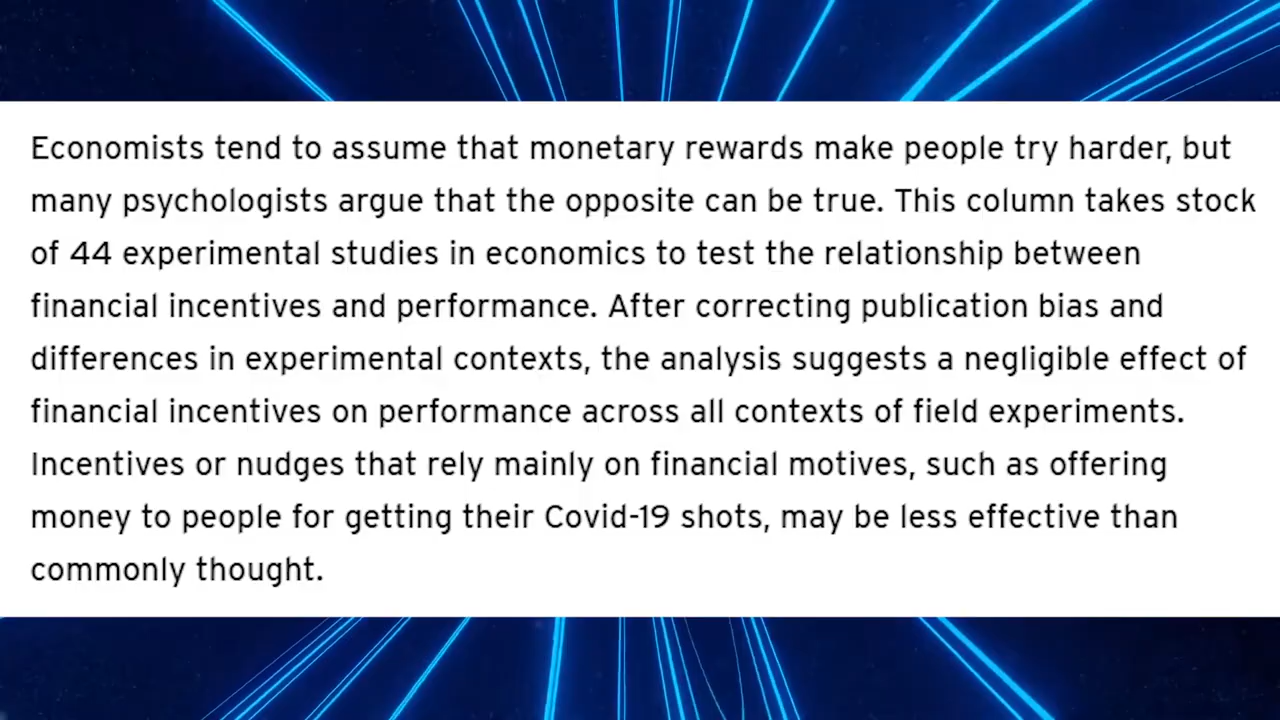 Economists tend to assume that monetary rewards make people try harder, but
many psychologists argue that the opposite can be true. This column takes stock
of 44 experimental studies in economics to test the relationship between
financial incentives and performance. After correcting publication bias and
differences in experimental contexts, the analysis suggests a negligible effect of
financial incentives on performance across all contexts of field experiments.
Incentives or nudges that rely mainly on financial motives, such as offering
money to people for getting their Covid-19 shots, may be less effective than
commonly thought.